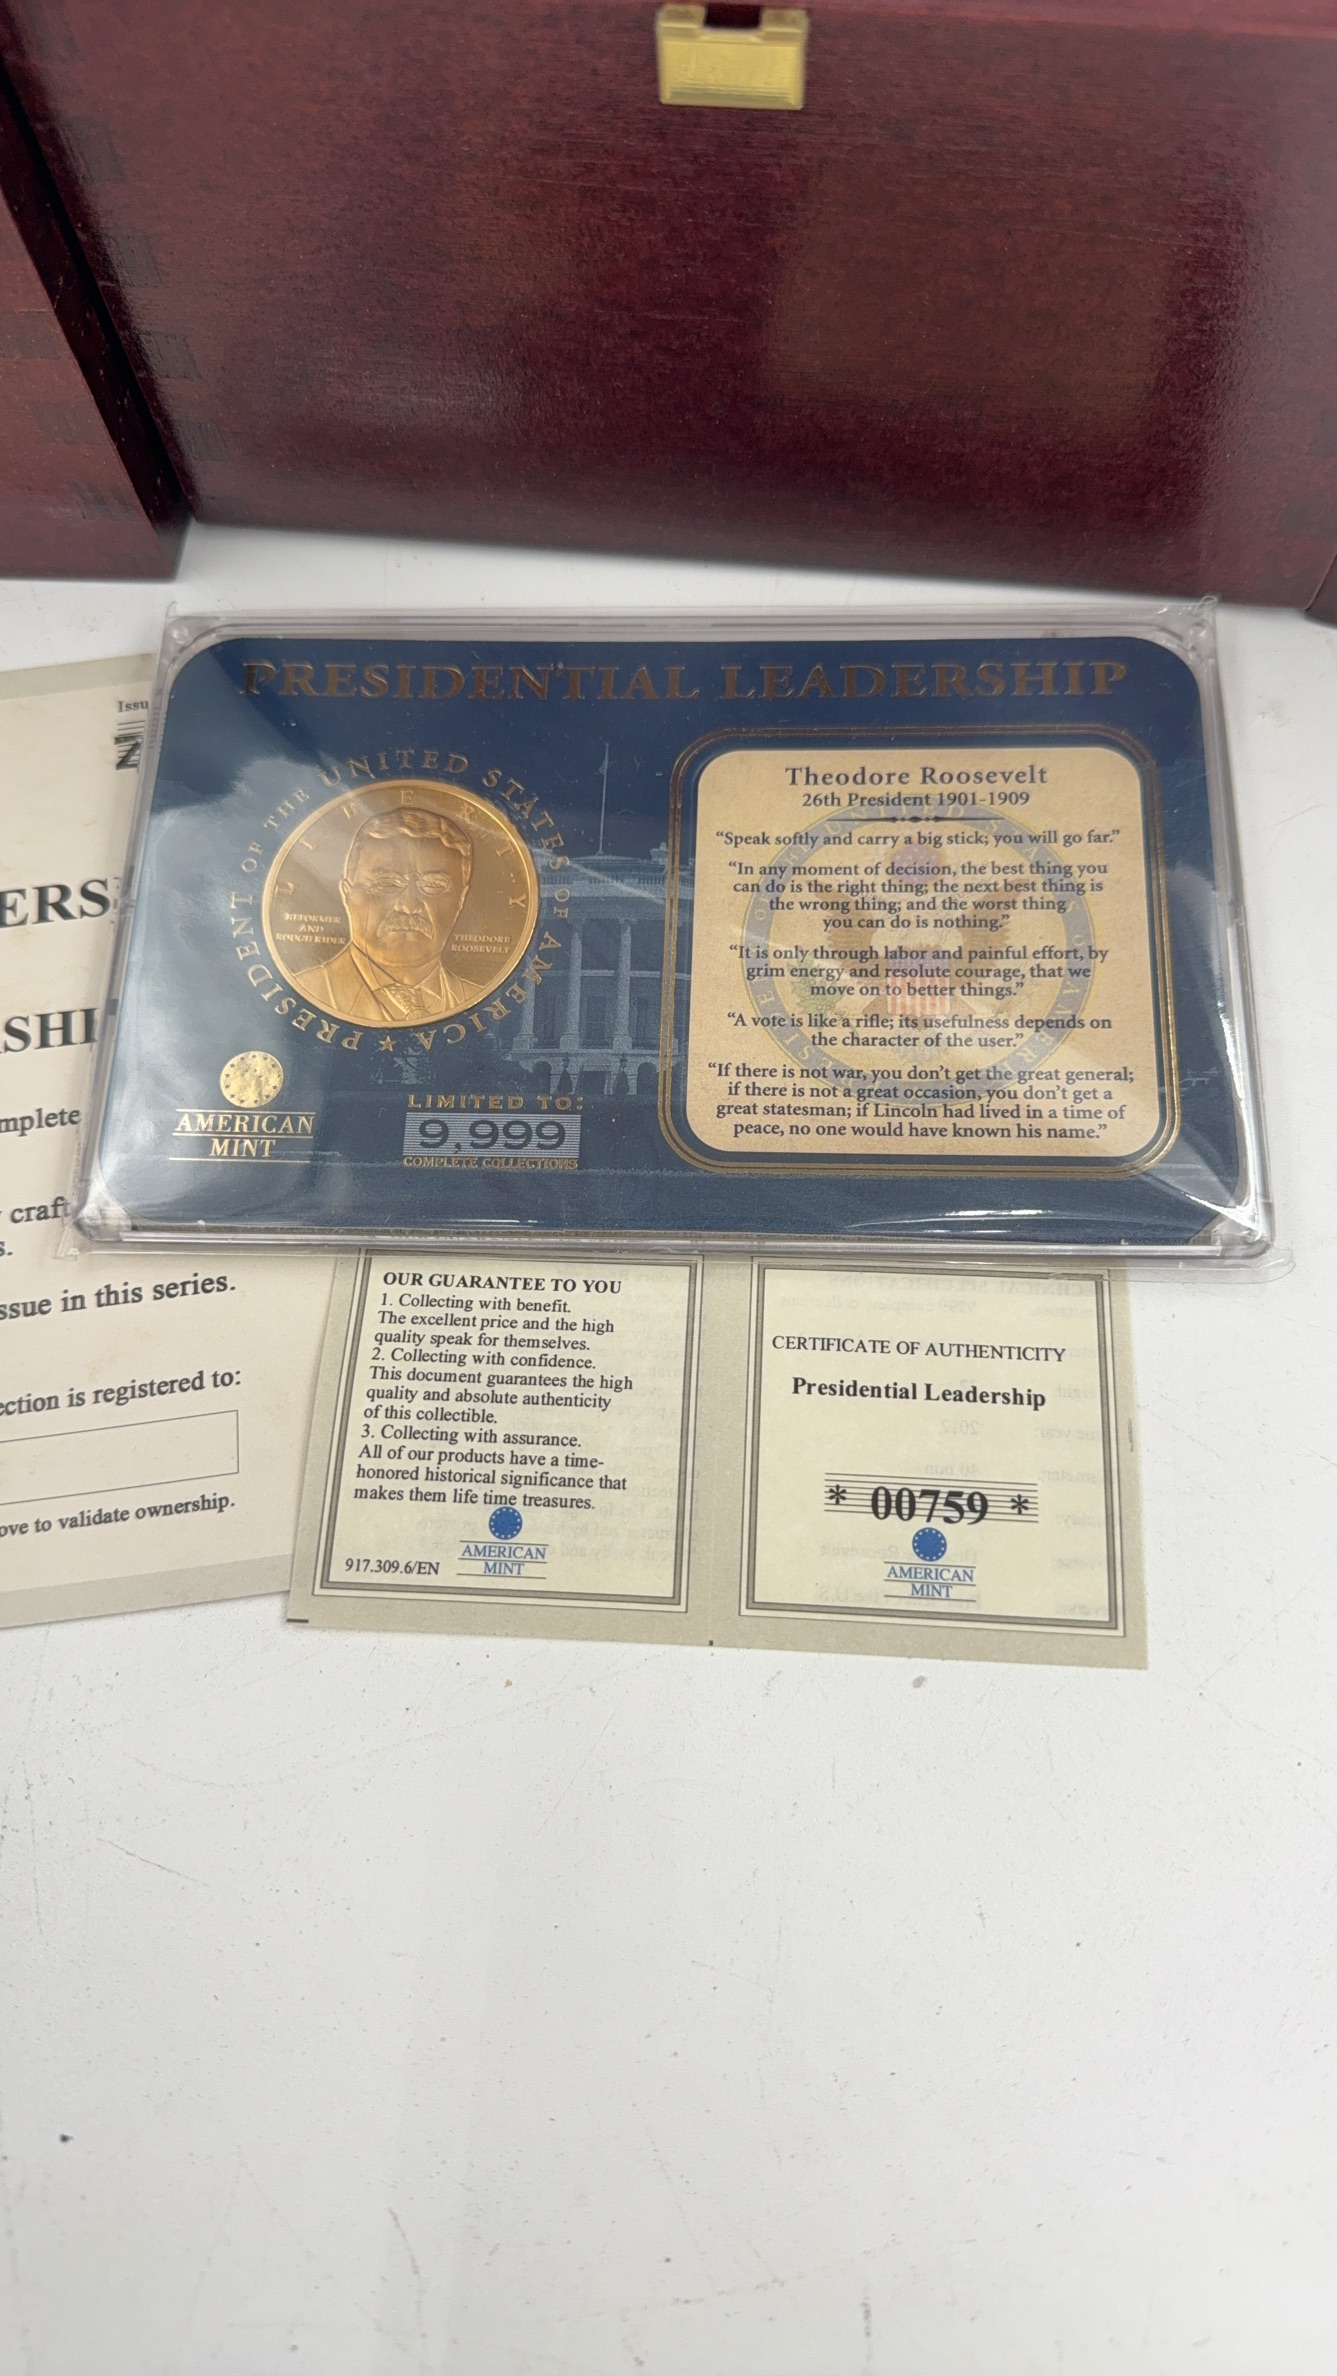 PRESIDENTIAL LEADERSHIP
PRESIDENT OF THE UNITED STATES OF AMERICA ★
LIBERTY
REFORMER
AND
ROUGH RIDER
THEODORE
ROOSEVELT
AMERICAN
MINT
LIMITED TO:
9,999
COMPLETE COLLECTIONS
Theodore Roosevelt
26th President 1901-1909
“Speak softly and carry a big stick; you will go far.”
“In any moment of decision, the best thing you
can do is the right thing; the next best thing is
the wrong thing; and the worst thing
you can do is nothing.”
“It is only through labor and painful effort, by
grim energy and resolute courage, that we
move on to better things.”
“A vote is like a rifle; its usefulness depends on
the character of the user.”
“If there is not war, you don’t get the great general;
if there is not a great occasion, you don’t get a
great statesman; if Lincoln had lived in a time of
peace, no one would have known his name.”
Issu
ERS
SHI
mplete
craft
s.
ssue in this series.
ction is registered to:
ove to validate ownership.
OUR GUARANTEE TO YOU
1. Collecting with benefit.
The excellent price and the high
quality speak for themselves.
2. Collecting with confidence.
This document guarantees the high
quality and absolute authenticity
of this collectible.
3. Collecting with assurance.
All of our products have a time-
honored historical significance that
makes them life time treasures.
917.309.6/EN
AMERICAN
MINT
CERTIFICATE OF AUTHENTICITY
Presidential Leadership
* 00759 *
AMERICAN
MINT